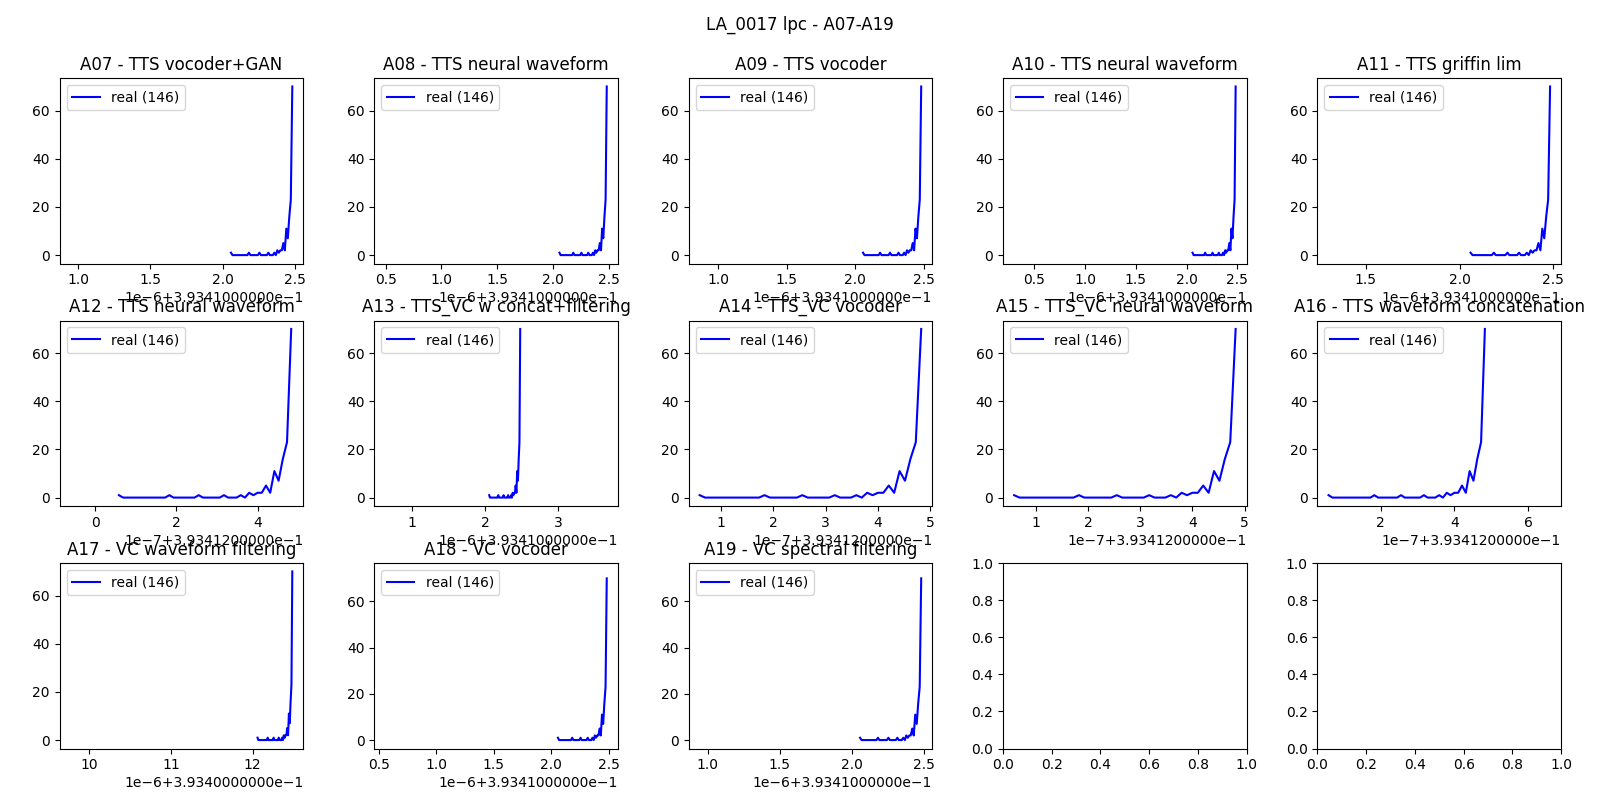 LA_0017 lpc - A07-A19
A07 - TTS vocoder+GAN
real (146)
60
40
20
0
1.0 1.5 2.0 2.5
1e−6+3.9341000000e−1
A08 - TTS neural waveform
real (146)
60
40
20
0
0.5 1.0 1.5 2.0 2.5
1e−6+3.9341000000e−1
A09 - TTS vocoder
real (146)
60
40
20
0
1.0 1.5 2.0 2.5
1e−6+3.9341000000e−1
A10 - TTS neural waveform
real (146)
60
40
20
0
0.5 1.0 1.5 2.0 2.5
1e−6+3.9341000000e−1
A11 - TTS griffin lim
real (146)
60
40
20
0
1.5 2.0 2.5
1e−6+3.9341000000e−1
A12 - TTS neural waveform
real (146)
60
40
20
0
0 2 4
1e−7+3.9341200000e−1
A13 - TTS_VC w concat+filtering
real (146)
60
40
20
0
1 2 3
1e−6+3.9341000000e−1
A14 - TTS_VC vocoder
real (146)
60
40
20
0
1 2 3 4 5
1e−7+3.9341200000e−1
A15 - TTS_VC neural waveform
real (146)
60
40
20
0
1 2 3 4 5
1e−7+3.9341200000e−1
A16 - TTS waveform concatenation
real (146)
60
40
20
0
2 4 6
1e−7+3.9341200000e−1
A17 - VC waveform filtering
real (146)
60
40
20
0
10 11 12
1e−6+3.9340000000e−1
A18 - VC vocoder
real (146)
60
40
20
0
0.5 1.0 1.5 2.0 2.5
1e−6+3.9341000000e−1
A19 - VC spectral filtering
real (146)
60
40
20
0
1.0 1.5 2.0 2.5
1e−6+3.9341000000e−1
1.0
0.8
0.6
0.4
0.2
0.0
0.0 0.2 0.4 0.6 0.8 1.0
1.0
0.8
0.6
0.4
0.2
0.0
0.0 0.2 0.4 0.6 0.8 1.0